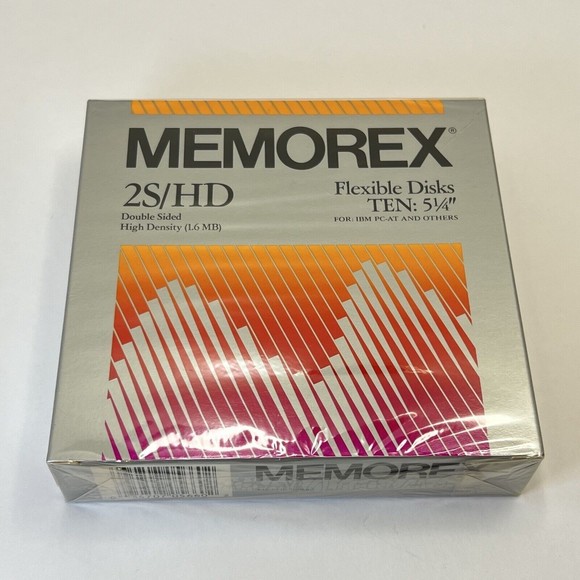 MEMOREX®
2S/HD
Double Sided
High Density (1.6 MB)
Flexible Disks
TEN: 5¼"
FOR: IBM PC-AT AND OTHERS
MEMOREX